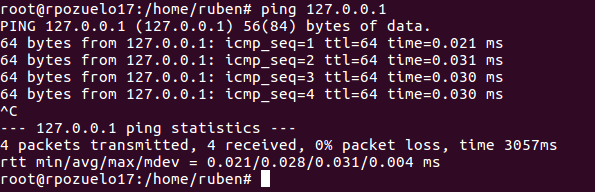 root@rpozuelo17:/home/ruben# ping 127.0.0.1
PING 127.0.0.1 (127.0.0.1) 56(84) bytes of data.
64 bytes from 127.0.0.1: icmp_seq=1 ttl=64 time=0.021 ms
64 bytes from 127.0.0.1: icmp_seq=2 ttl=64 time=0.031 ms
64 bytes from 127.0.0.1: icmp_seq=3 ttl=64 time=0.030 ms
64 bytes from 127.0.0.1: icmp_seq=4 ttl=64 time=0.030 ms
^C
--- 127.0.0.1 ping statistics ---
4 packets transmitted, 4 received, 0% packet loss, time 3057ms
rtt min/avg/max/mdev = 0.021/0.028/0.031/0.004 ms
root@rpozuelo17:/home/ruben#